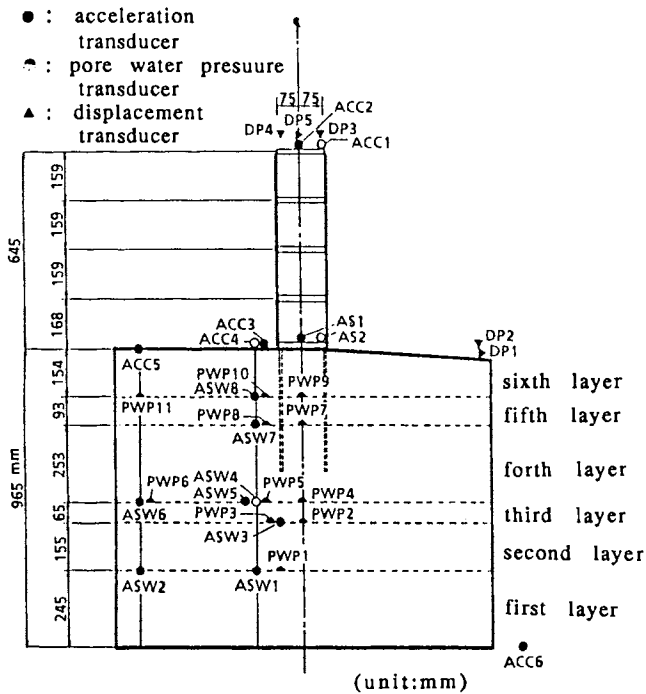 ● : acceleration
transducer
: pore water presuure
transducer
▲ : displacement
transducer
75 75
ACC2
DP4 DP5 DP3
ACC1
159
159
645
159
168
ACC3
ACC4
AS1
AS2
DP2
DP1
ACC5
154
PWP10
ASW8
PWP9
sixth layer
PWP11
93
PWP8
PWP7
fifth layer
ASW7
965 mm
253
forth layer
PWP6
ASW4
ASW5
PWP5
PWP4
ASW6
65
PWP3
PWP2
third layer
ASW3
155
PWP1
second layer
ASW2
ASW1
245
first layer
ACC6
(unit:mm)